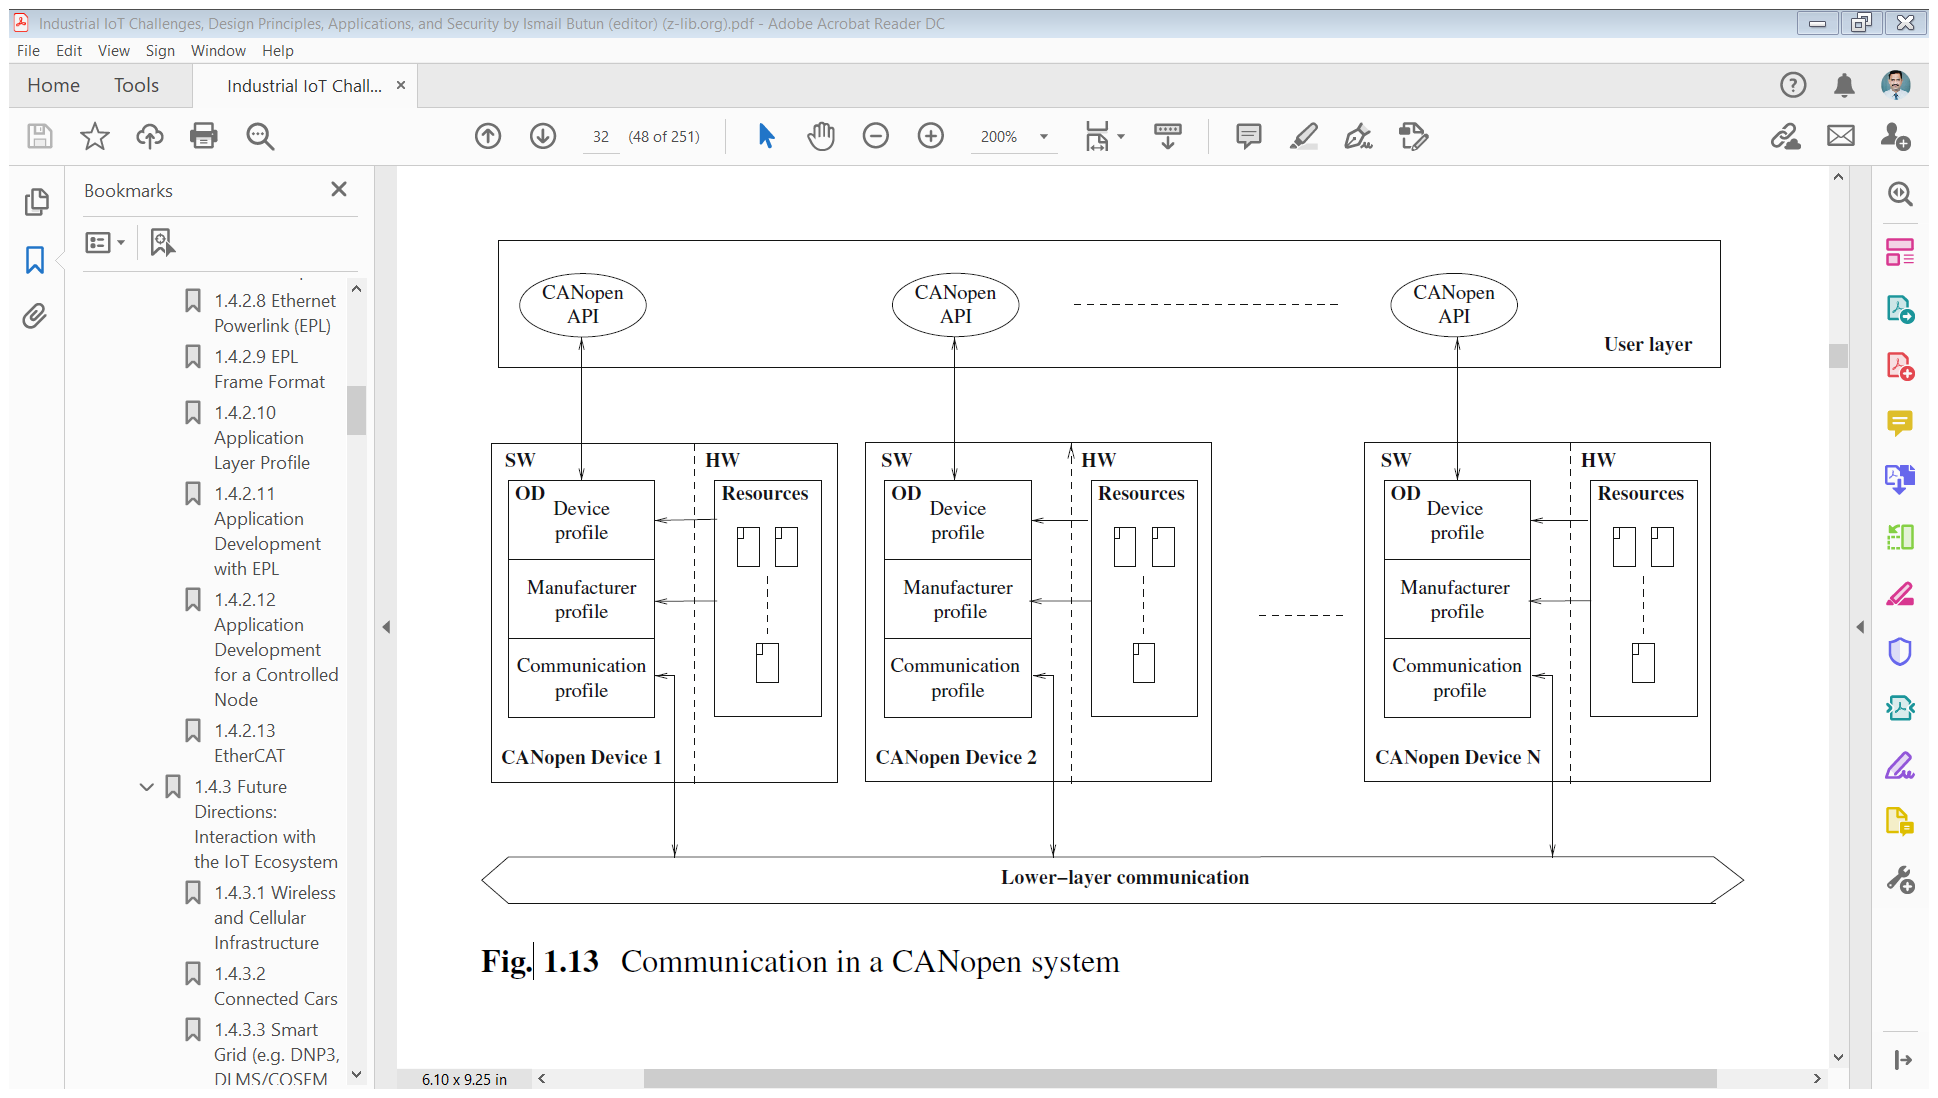 Industrial IoT Challenges, Design Principles, Applications, and Security by Ismail Butun (editor) (z-lib.org).pdf - Adobe Acrobat Reader DC
File Edit View Sign Window Help
Home Tools Industrial IoT Chall... ×
32 (48 of 251) 200%
Bookmarks
1.4.2.8 Ethernet
Powerlink (EPL)
1.4.2.9 EPL
Frame Format
1.4.2.10
Application
Layer Profile
1.4.2.11
Application
Development
with EPL
1.4.2.12
Application
Development
for a Controlled
Node
1.4.2.13
EtherCAT
1.4.3 Future
Directions:
Interaction with
the IoT Ecosystem
1.4.3.1 Wireless
and Cellular
Infrastructure
1.4.3.2
Connected Cars
1.4.3.3 Smart
Grid (e.g. DNP3,
DLMS/COSEM
CANopen
API
CANopen
API
CANopen
API
User layer
SW HW
OD Device
profile
Resources
Manufacturer
profile
Communication
profile
CANopen Device 1
SW HW
OD Device
profile
Resources
Manufacturer
profile
Communication
profile
CANopen Device 2
SW HW
OD Device
profile
Resources
Manufacturer
profile
Communication
profile
CANopen Device N
Lower–layer communication
Fig. 1.13 Communication in a CANopen system
6.10 x 9.25 in